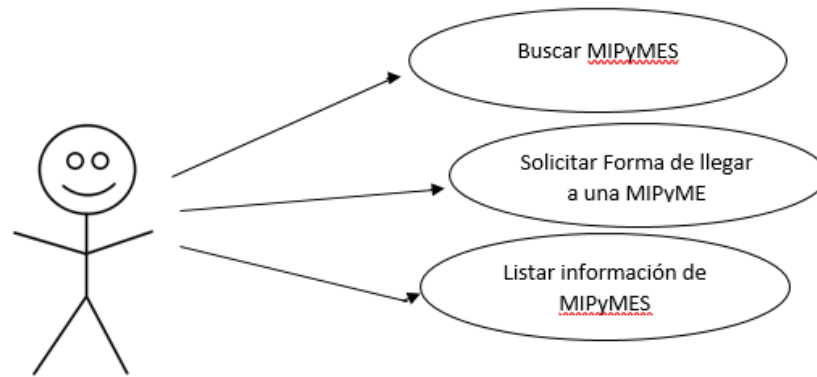 Buscar MIPyMES
Solicitar Forma de llegar
a una MIPyME
Listar información de
MIPyMES